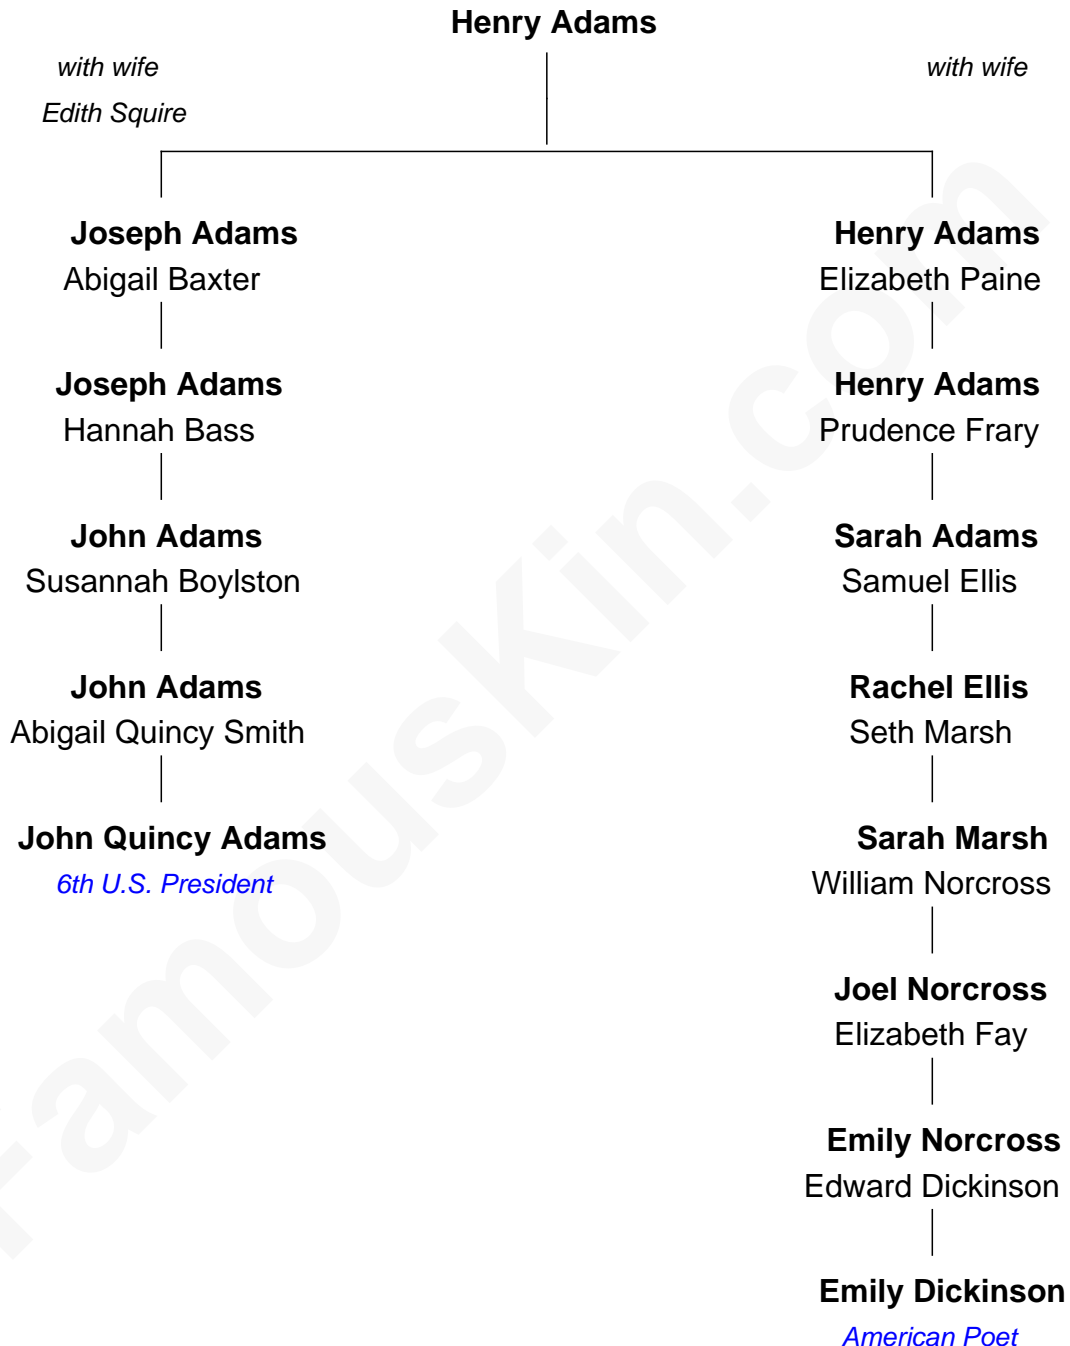 Henry Adams
with wife
Edith Squire
with wife
Joseph Adams
Abigail Baxter
Henry Adams
Elizabeth Paine
Joseph Adams
Hannah Bass
Henry Adams
Prudence Frary
John Adams
Susannah Boylston
Sarah Adams
Samuel Ellis
John Adams
Abigail Quincy Smith
Rachel Ellis
Seth Marsh
John Quincy Adams
6th U.S. President
Sarah Marsh
William Norcross
Joel Norcross
Elizabeth Fay
Emily Norcross
Edward Dickinson
Emily Dickinson
American Poet
FamousKin.com